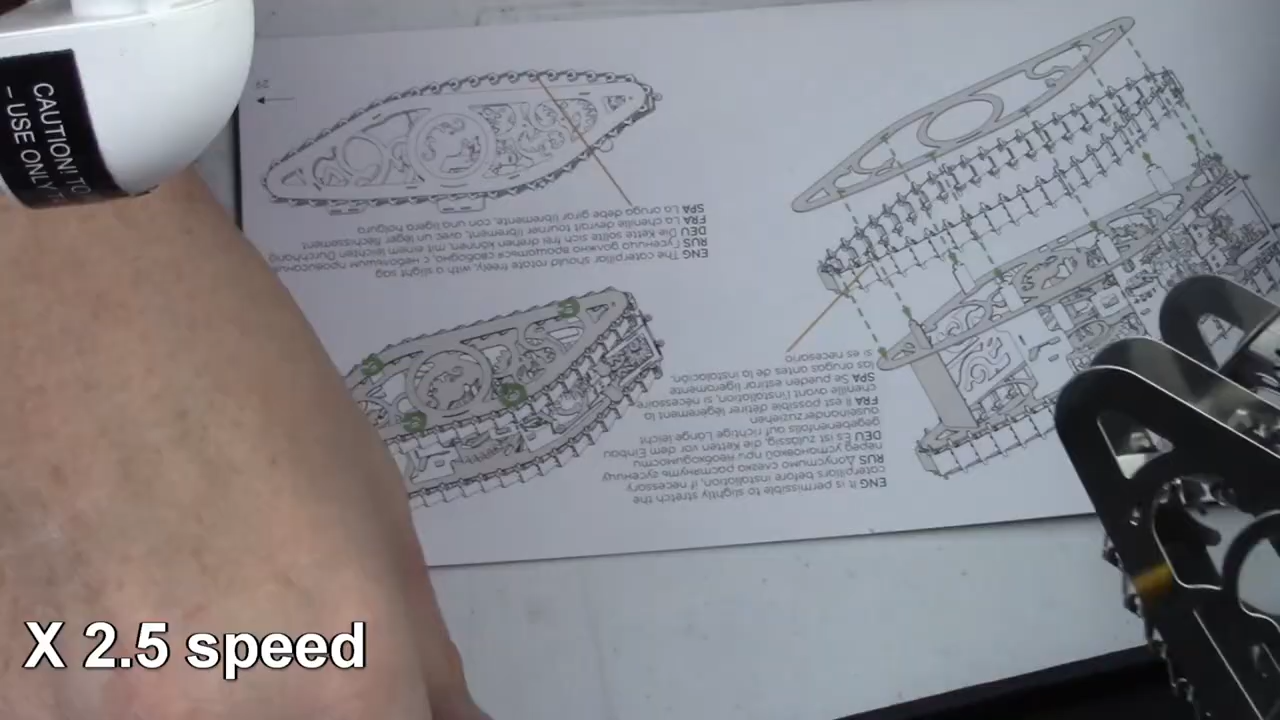 CAUTION! TO
– USE ONLY
ENG It is permissible to slightly stretch the
caterpillars before installation, if necessary
RUS Допустимо слегка растянуть гусеницу
перед установкой при необходимости
DEU Es ist zulässig, die Ketten vor dem Einbau
gegebenenfalls auf richtige Länge leicht
auseinanderzuziehen
FRA Il est possible détirer légèrement la
chenille avant l'installation, si nécessaire
SPA Se pueden estirar ligeramente
las orugas antes de la instalación,
si es necesario
ENG The caterpillar should rotate freely, with a slight sag
RUS Гусеница должна вращаться свободно, с небольшим провисанием
DEU Die Kette sollte sich frei drehen können, mit einem leichten Durchhang
FRA La chenille devrait tourner librement, avec un léger fléchissement
SPA La oruga debe girar libremente, con una ligera holgura
X 2.5 speed